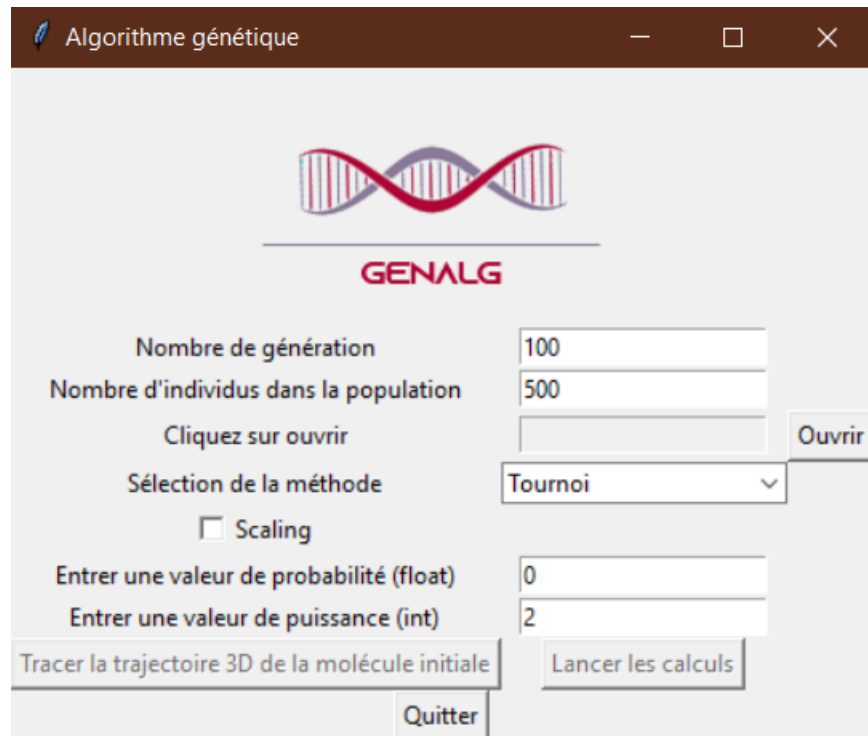 Algorithme génétique
GENALG
Nombre de génération 100
Nombre d'individus dans la population 500
Cliquez sur ouvrir Ouvrir
Sélection de la méthode Tournoi
Scaling
Entrer une valeur de probabilité (float) 0
Entrer une valeur de puissance (int) 2
Tracer la trajectoire 3D de la molécule initiale Lancer les calculs
Quitter